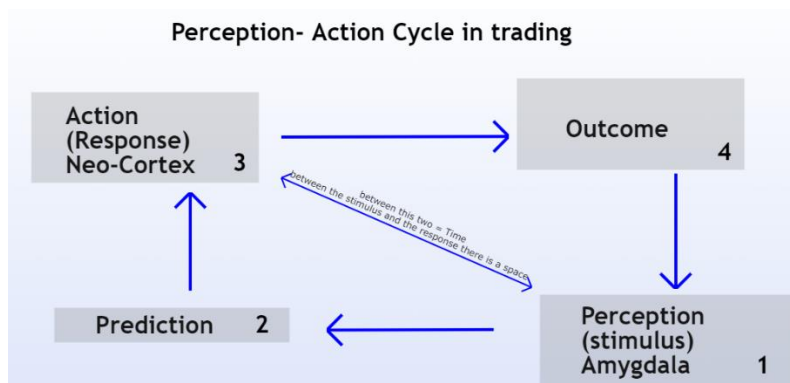 Perception- Action Cycle in trading
Action
(Response)
Neo-Cortex 3
Outcome
4
between this two = Time
between the stimulus and the response there is a space
Prediction 2
Perception
(stimulus)
Amygdala 1